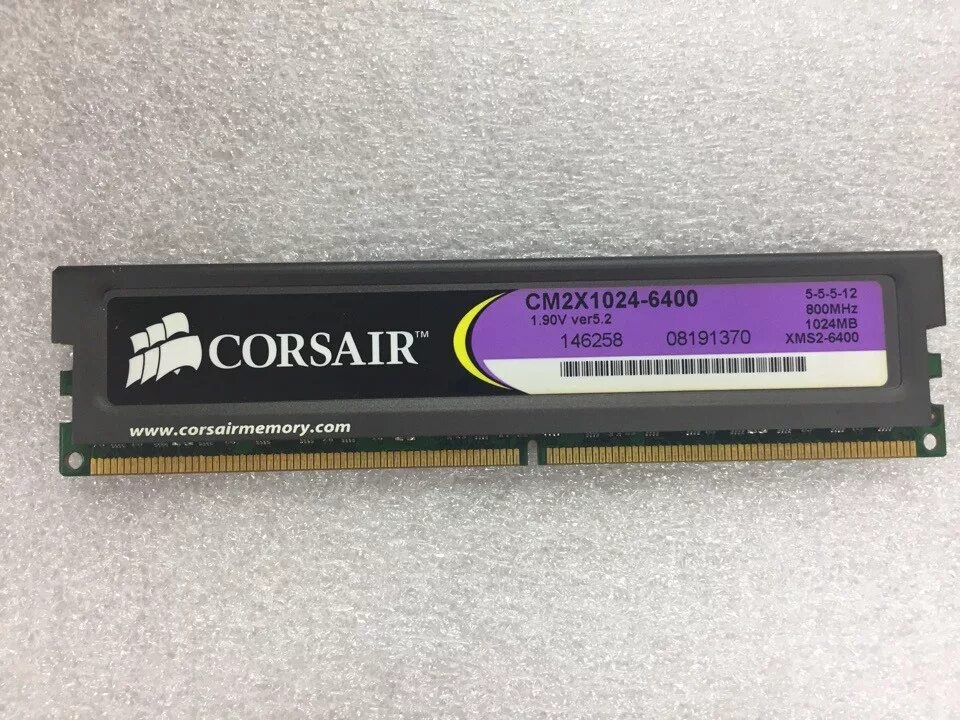 CORSAIR™
www.corsairmemory.com
CM2X1024-6400
1.90V ver5.2
146258 08191370
5-5-5-12
800MHz
1024MB
XMS2-6400